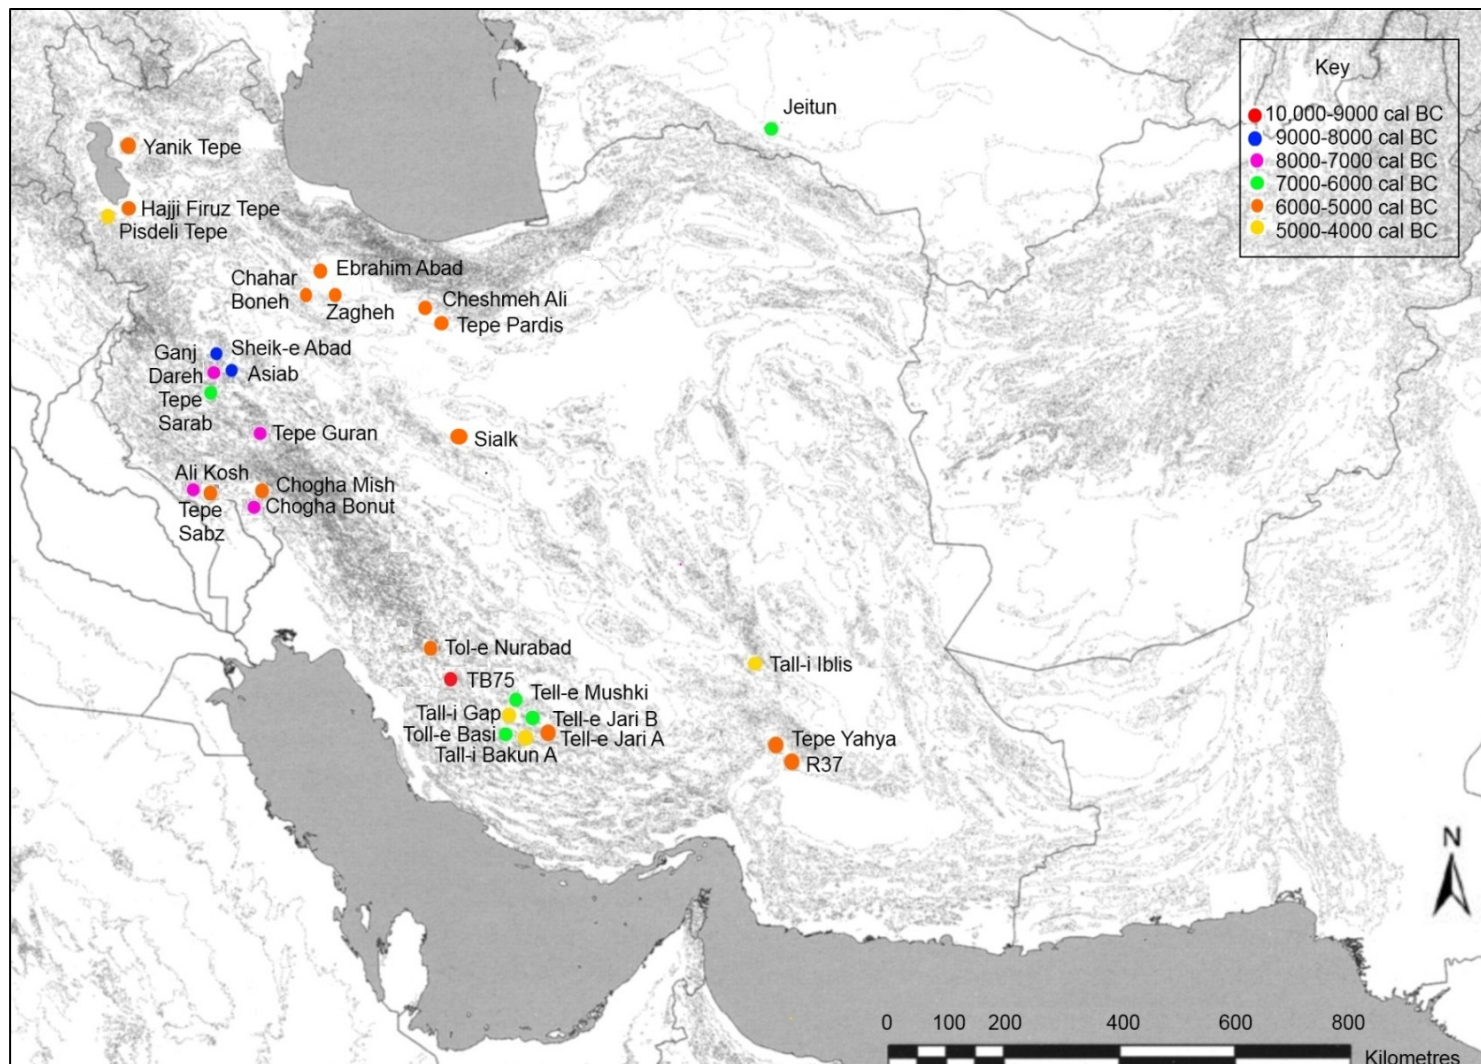 Key
10,000-9000 cal BC
9000-8000 cal BC
8000-7000 cal BC
7000-6000 cal BC
6000-5000 cal BC
5000-4000 cal BC
Jeitun
Yanik Tepe
Hajji Firuz Tepe
Pisdeli Tepe
Ebrahim Abad
Chahar
Boneh
Zagheh
Cheshmeh Ali
Tepe Pardis
Sheik-e Abad
Ganj
Dareh
Asiab
Tepe
Sarab
Tepe Guran
Sialk
Ali Kosh
Tepe
Sabz
Chogha Mish
Chogha Bonut
Tol-e Nurabad
TB75
Tall-i Iblis
Tell-e Mushki
Tall-i Gap
Tell-e Jari B
Toll-e Basi
Tell-e Jari A
Tall-i Bakun A
Tepe Yahya
R37
N
0 100 200 400 600 800
Kilometres